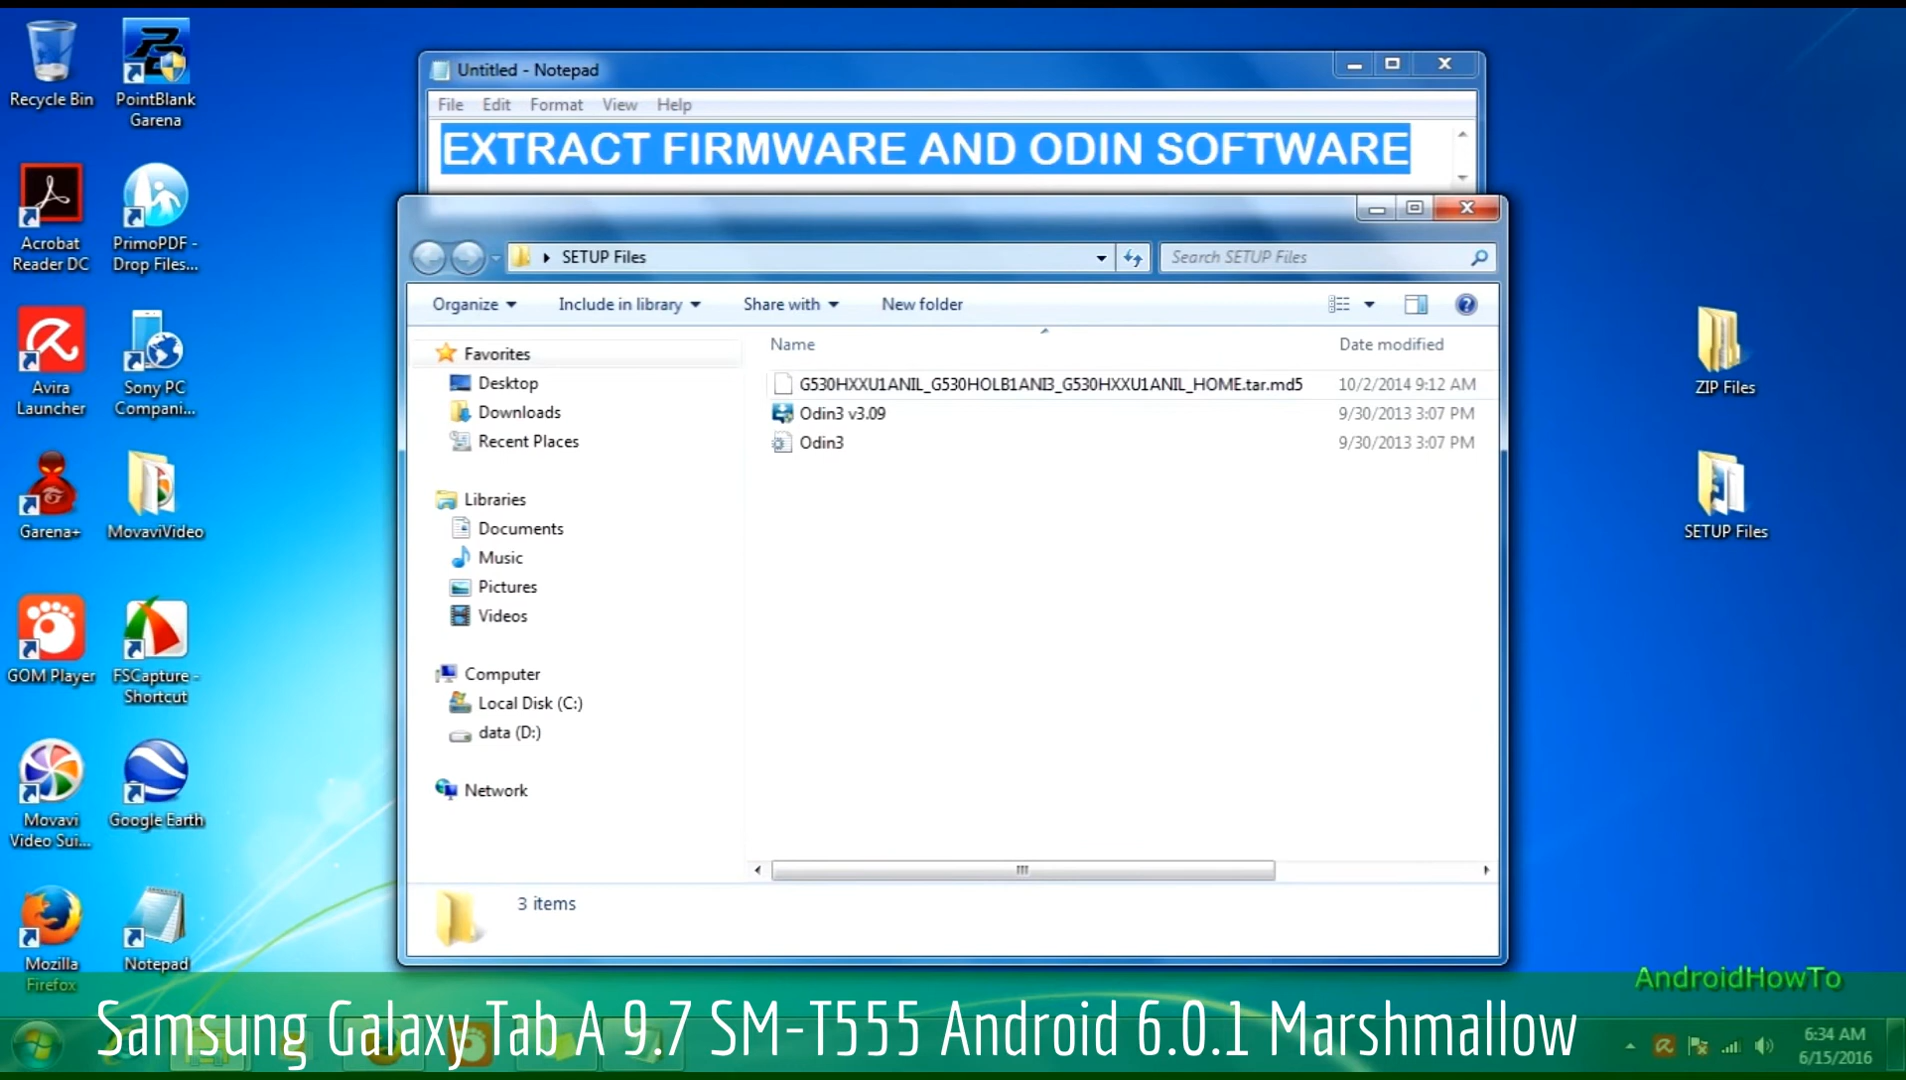 Recycle Bin
PointBlank
Garena
Acrobat
Reader DC
PrimoPDF -
Drop Files...
Avira
Launcher
Sony PC
Compani...
Garena+
MovaviVideo
GOM Player
FSCapture -
Shortcut
Movavi
Video Sui...
Google Earth
Mozilla
Firefox
Notepad
Untitled - Notepad
File Edit Format View Help
EXTRACT FIRMWARE AND ODIN SOFTWARE
SETUP Files
Search SETUP Files
Organize Include in library Share with New folder
Favorites
Desktop
Downloads
Recent Places
Libraries
Documents
Music
Pictures
Videos
Computer
Local Disk (C:)
data (D:)
Network
Name Date modified
G530HXXU1ANIL_G530HOLB1ANI3_G530HXXU1ANIL_HOME.tar.md5 10/2/2014 9:12 AM
Odin3 v3.09 9/30/2013 3:07 PM
Odin3 9/30/2013 3:07 PM
3 items
ZIP Files
SETUP Files
AndroidHowTo
Samsung Galaxy Tab A 9.7 SM-T555 Android 6.0.1 Marshmallow
6:34 AM
6/15/2016